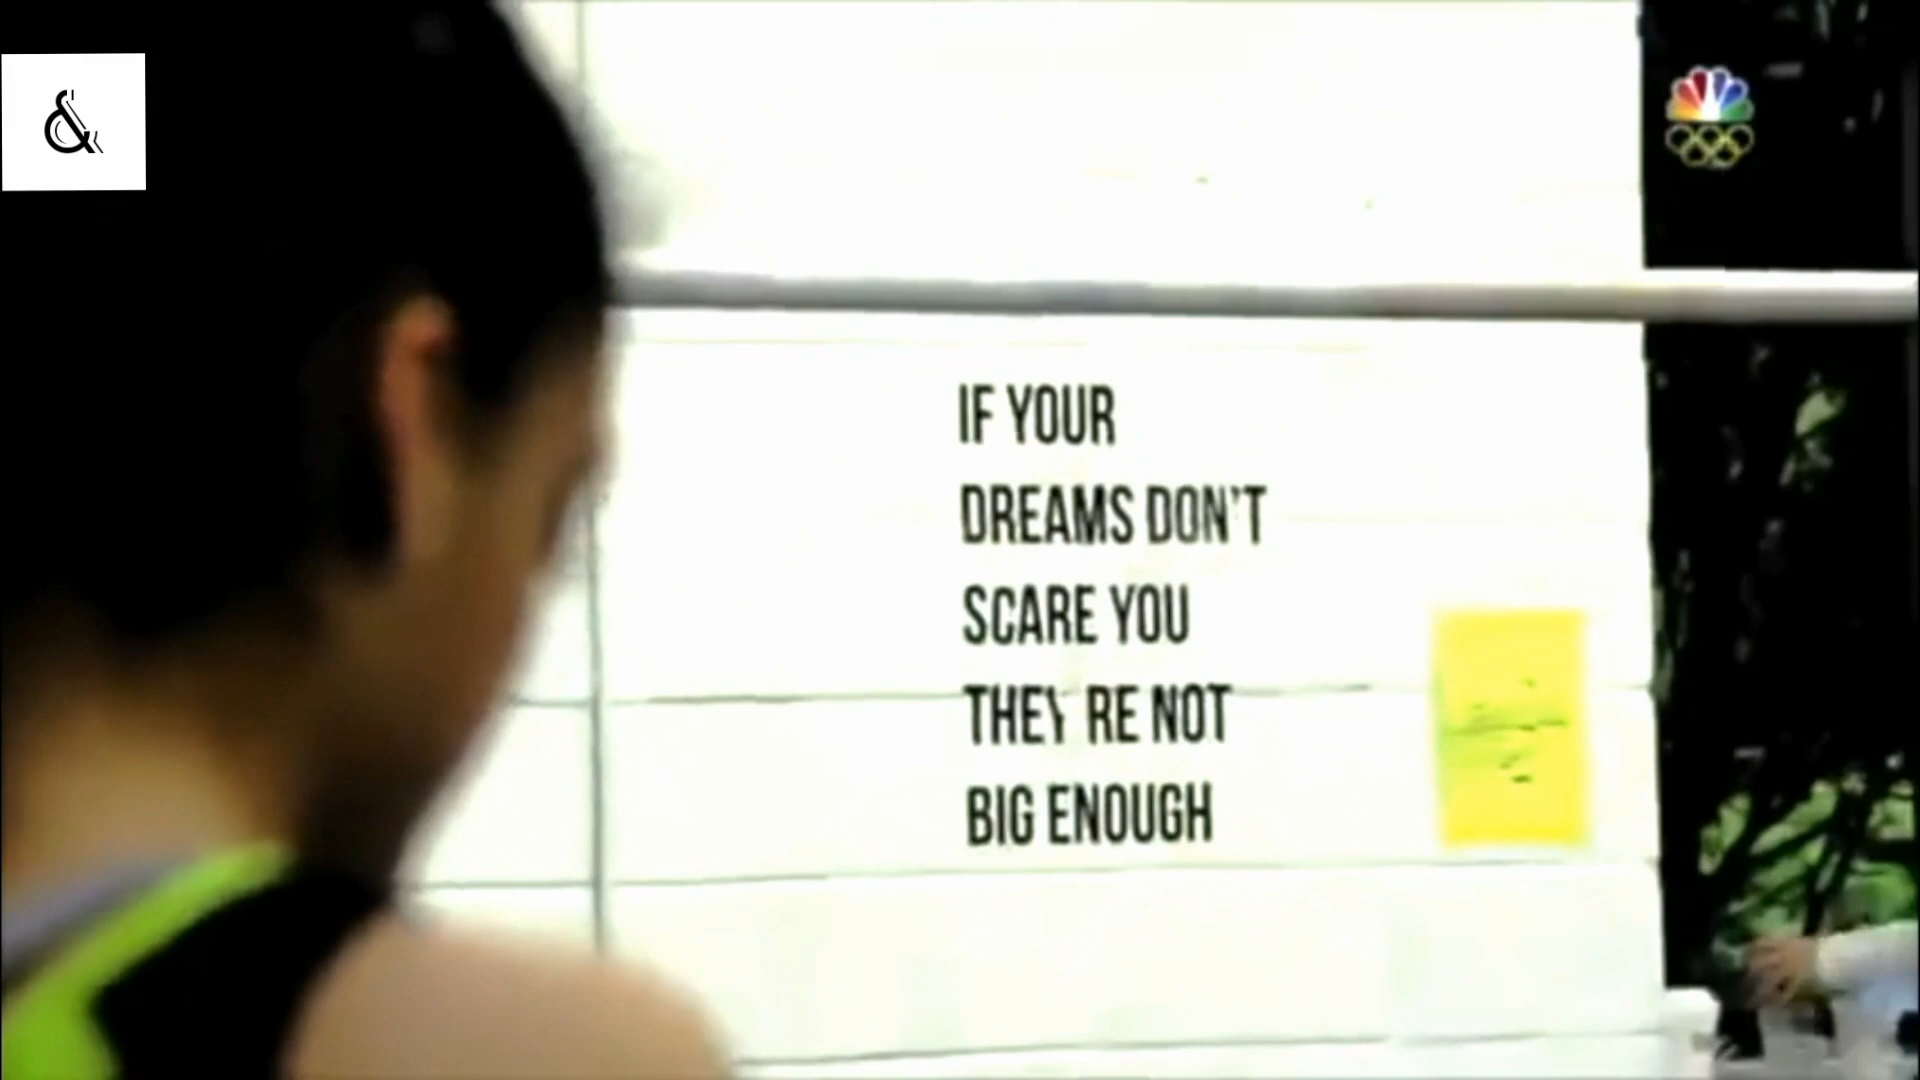 &
IF YOUR
DREAMS DON'T
SCARE YOU
THEY RE NOT
BIG ENOUGH